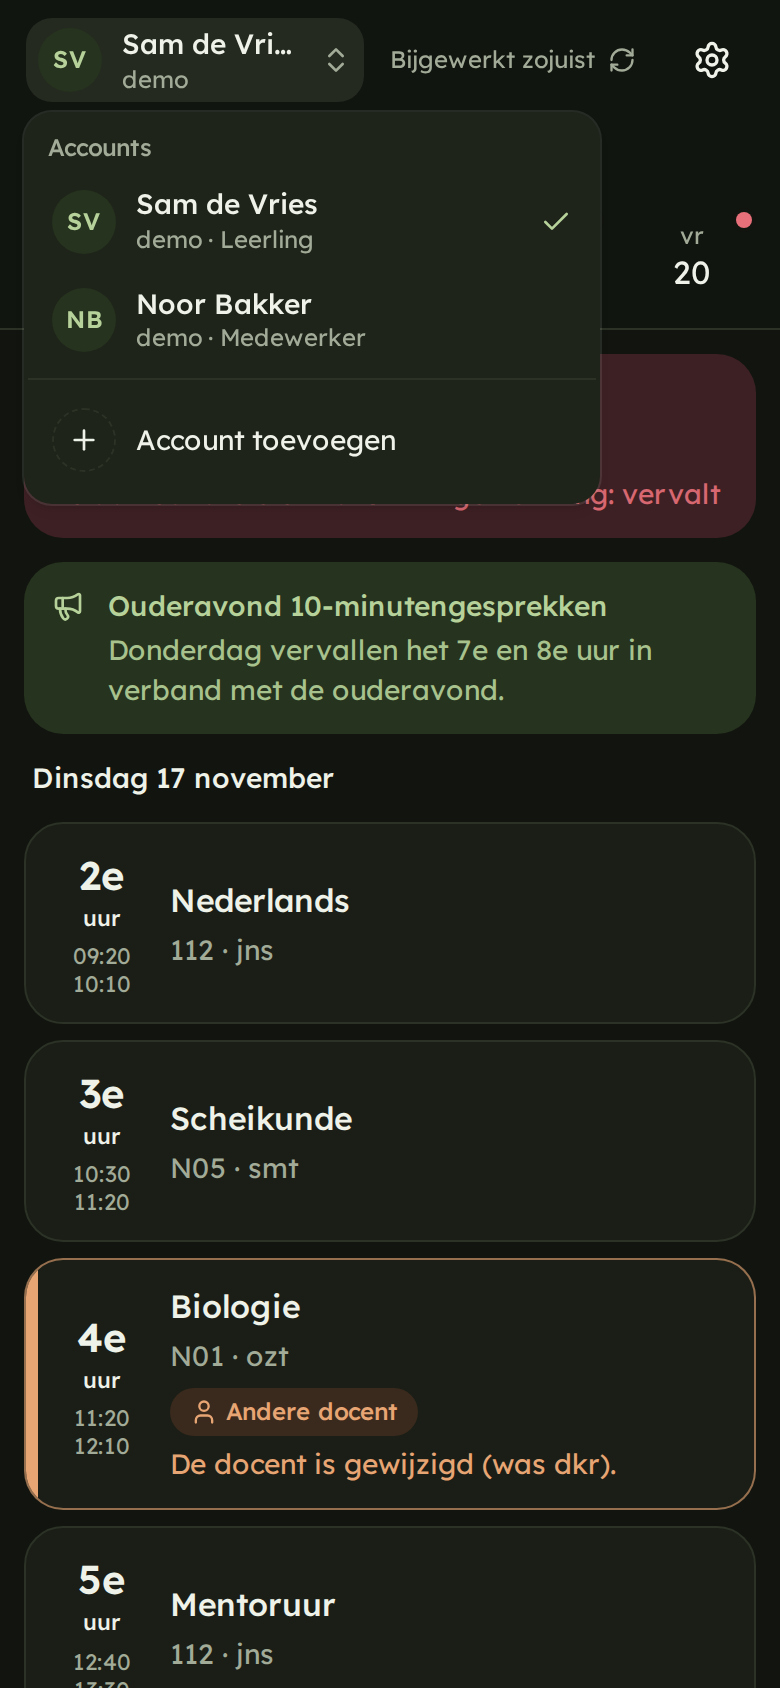 SV
Sam de Vri...
demo
Bijgewerkt zojuist
Accounts
SV
Sam de Vries
demo · Leerling
NB
Noor Bakker
demo · Medewerker
Account toevoegen
vr
20
vervalt
Ouderavond 10-minutengesprekken
Donderdag vervallen het 7e en 8e uur in
verband met de ouderavond.
Dinsdag 17 november
2e
uur
09:20
10:10
Nederlands
112 · jns
3e
uur
10:30
11:20
Scheikunde
N05 · smt
4e
uur
11:20
12:10
Biologie
N01 · ozt
Andere docent
De docent is gewijzigd (was dkr).
5e
uur
12:40
Mentoruur
112 · jns